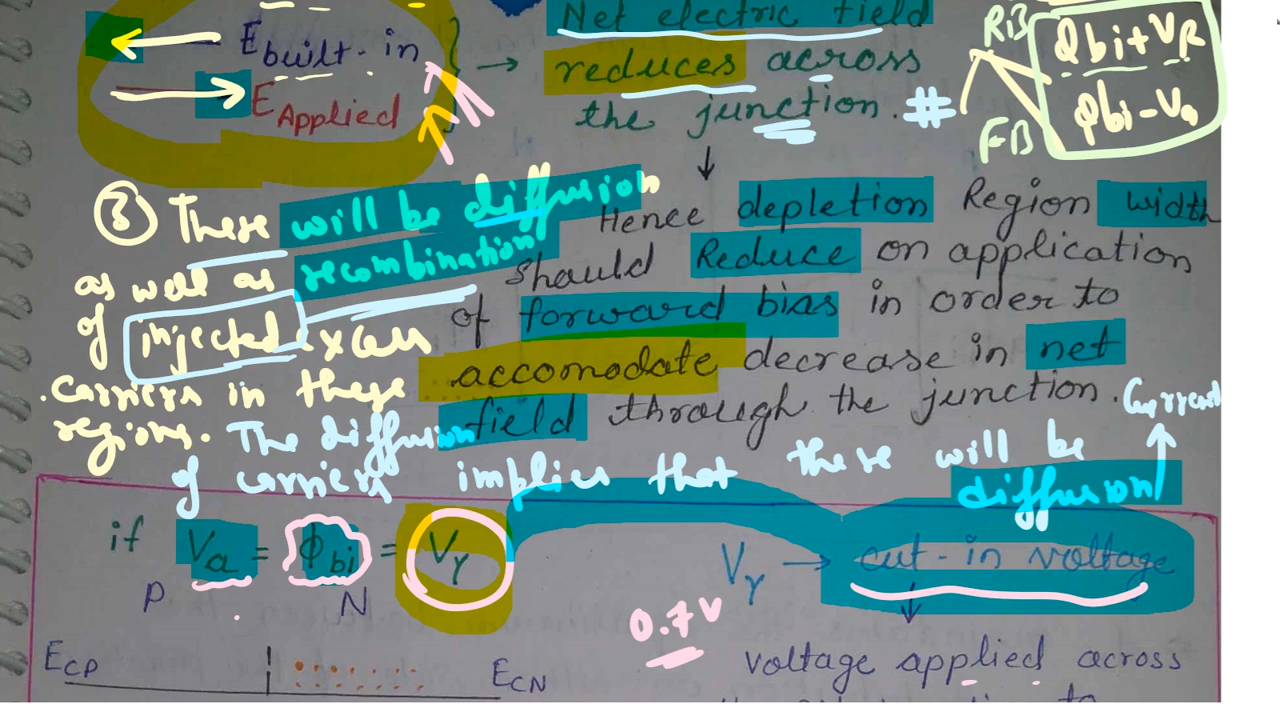 E built-in
E Applied
→ Net electric field
reduces across
the junction. #
RB Φbi + VR
FB Φbi - Va
↓
Hence depletion Region width
should Reduce on application
of forward bias in order to
accomodate decrease in net
field through the junction.
③ There will be diffusion
as well as recombination
of injected excess
carriers in these
regions. The diffusion
of carriers implies that there will be
diffusion current
if Va = Φbi = Vγ
P N
ECP ECN
0.7 V
Vγ → cut-in voltage
↓
voltage applied across